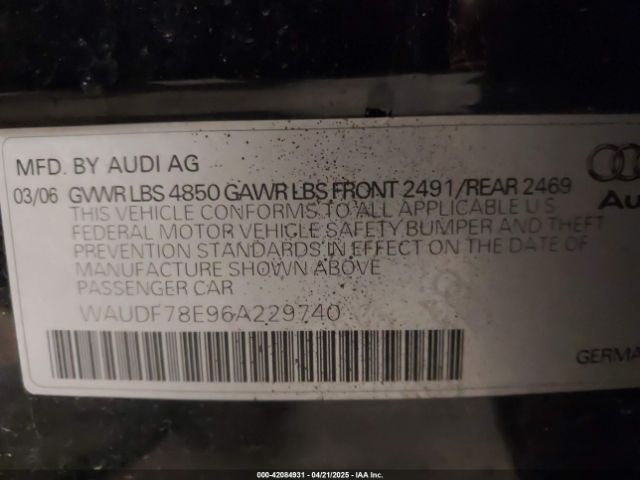 MFD. BY AUDI AG
03/06 GVWR LBS 4850 GAWR LBS FRONT 2491/REAR 2469
THIS VEHICLE CONFORMS TO ALL APPLICABLE U S
FEDERAL MOTOR VEHICLE SAFETY BUMPER AND THEFT
PREVENTION STANDARDS IN EFFECT ON THE DATE OF
MANUFACTURE SHOWN ABOVE
PASSENGER CAR
WAUDF78E96A229740
Au
GERMA
000-42084931 - 04/21/2025 - IAA Inc.